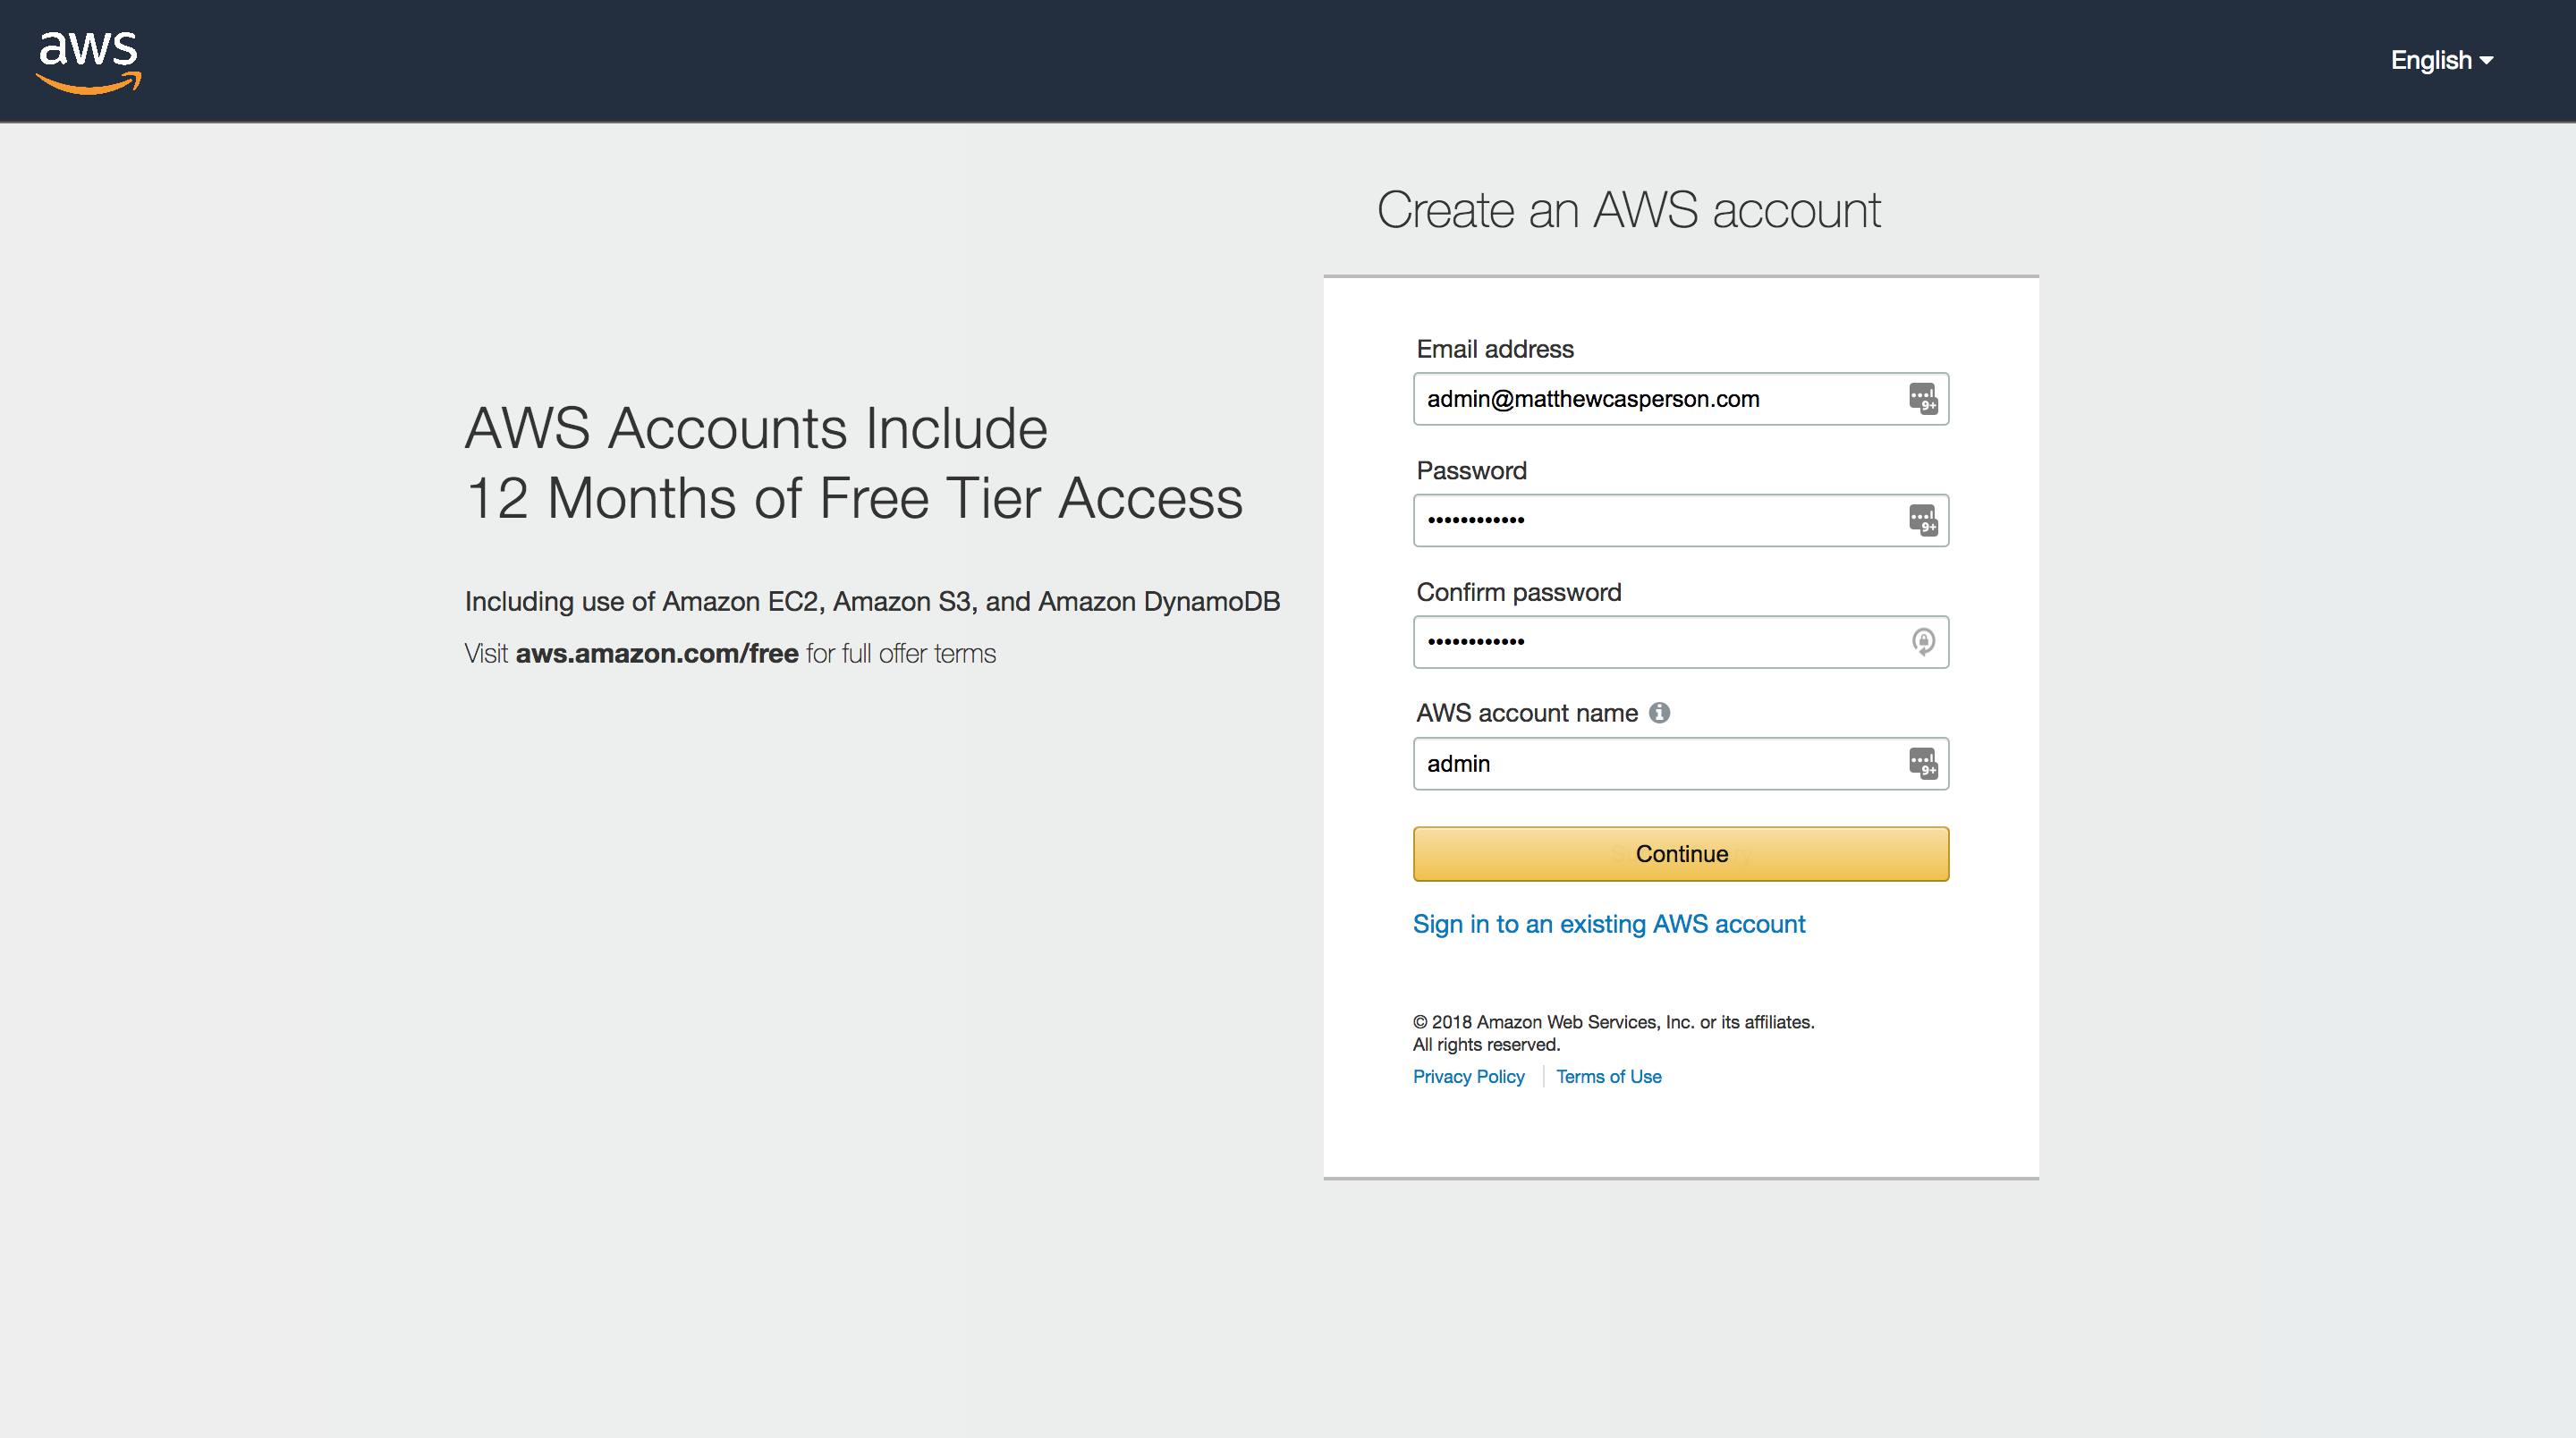 aws
English
Create an AWS account
AWS Accounts Include
12 Months of Free Tier Access
Including use of Amazon EC2, Amazon S3, and Amazon DynamoDB
Visit aws.amazon.com/free for full offer terms
Email address
admin@matthewcasperson.com
9+
Password
••••••••••••
9+
Confirm password
••••••••••••
AWS account name
admin
9+
Continue
Sign in to an existing AWS account
© 2018 Amazon Web Services, Inc. or its affiliates.
All rights reserved.
Privacy Policy Terms of Use